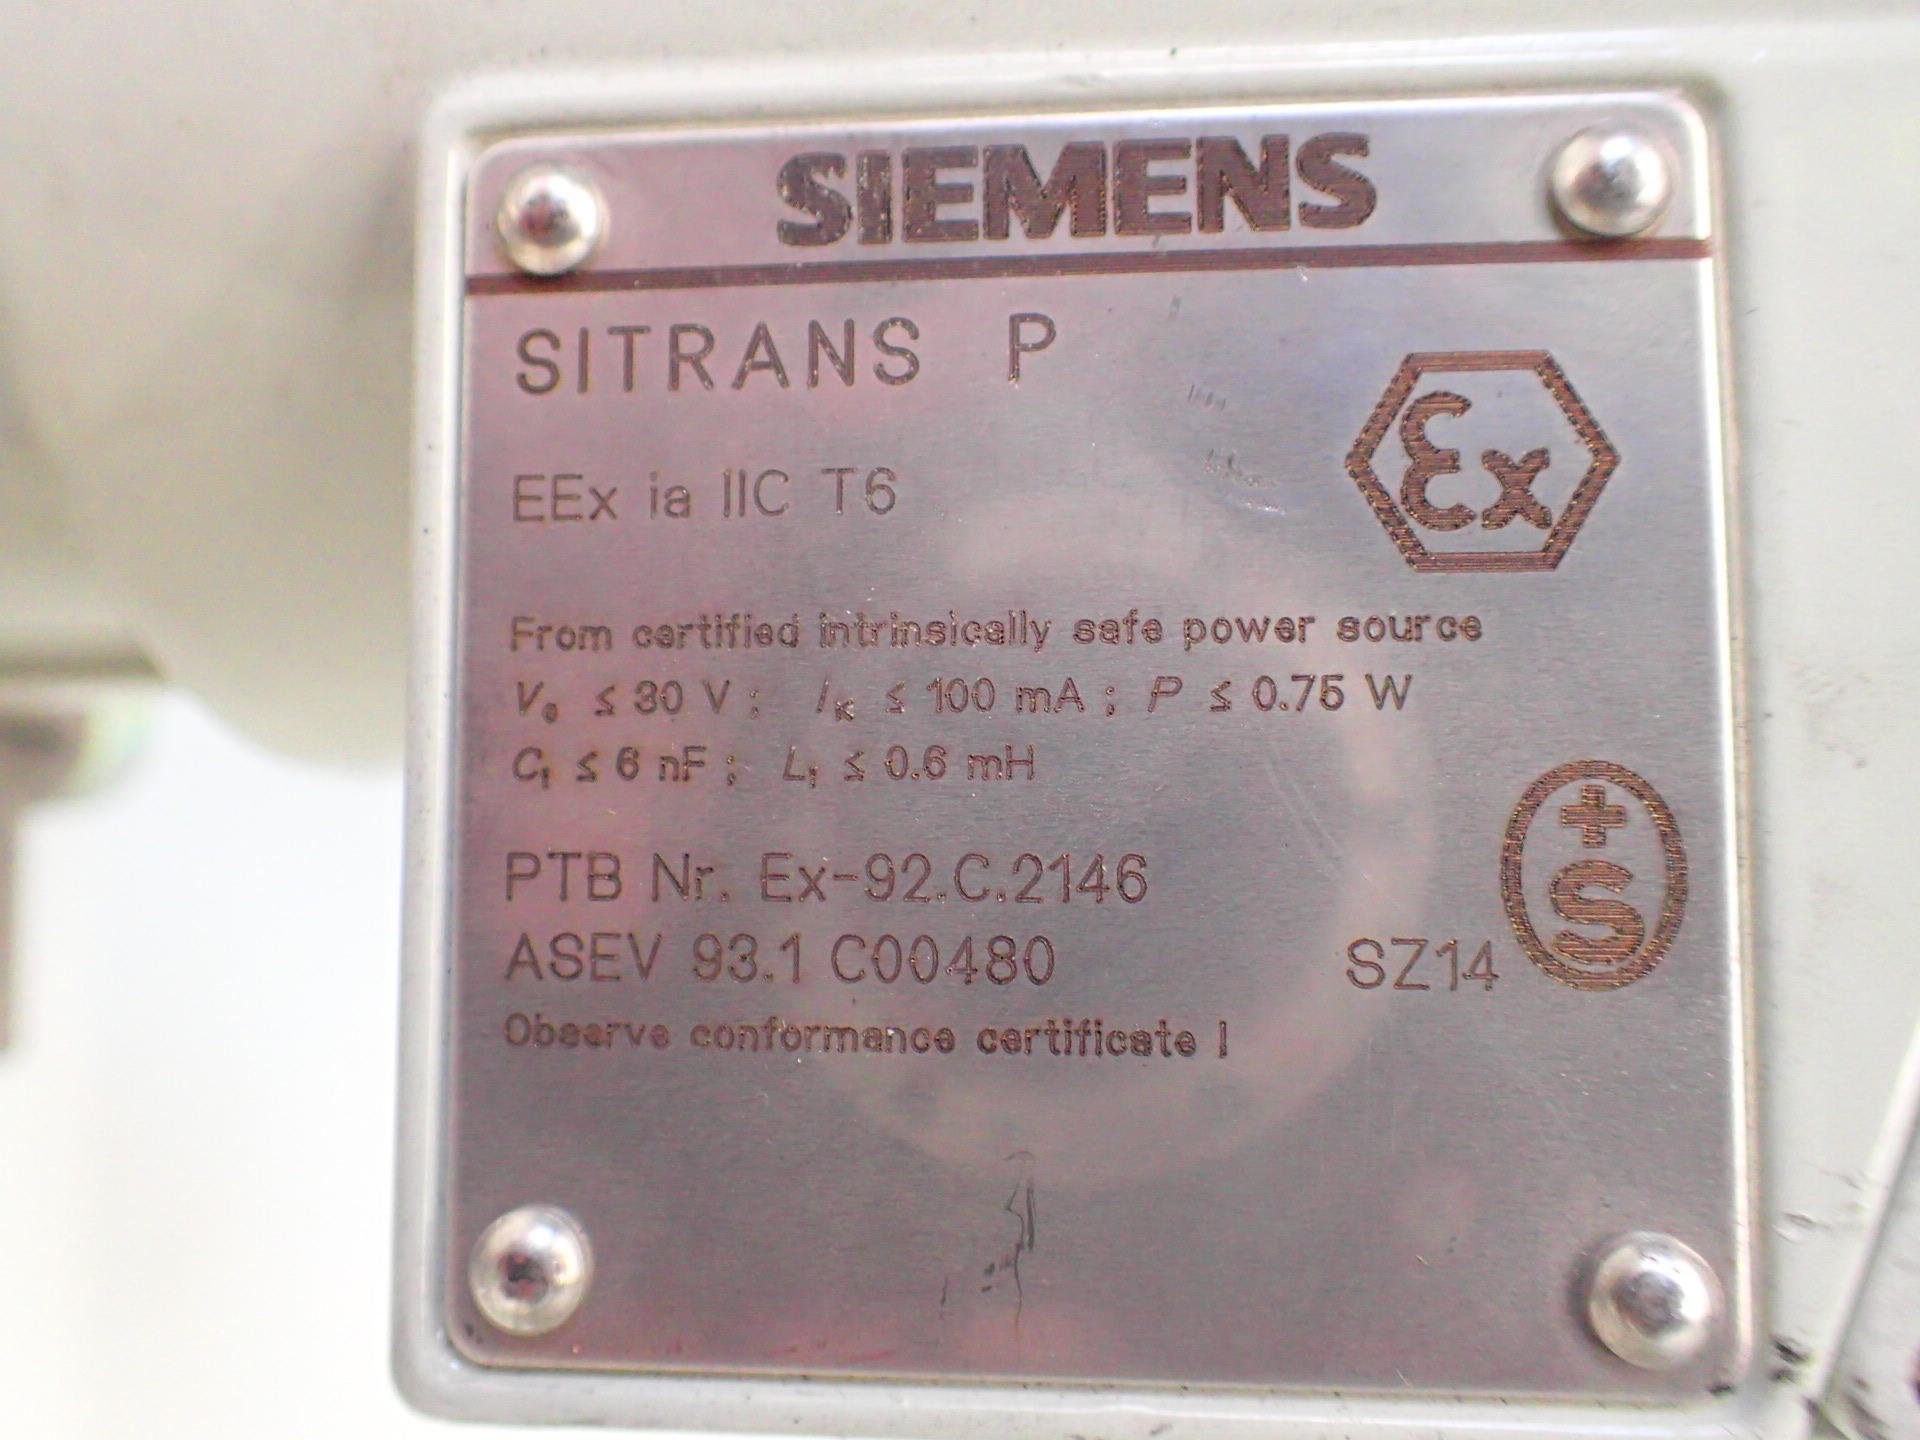 SIEMENS
SITRANS P
Ex
EEx ia IIC T6
From certified intrinsically safe power source
V₀ ≤ 30 V ; Iₖ ≤ 100 mA ; P ≤ 0.75 W
Cᵢ ≤ 6 nF ; Lᵢ ≤ 0.6 mH
PTB Nr. Ex-92.C.2146
ASEV 93.1 C00480
SZ14
+S
Observe conformance certificate !